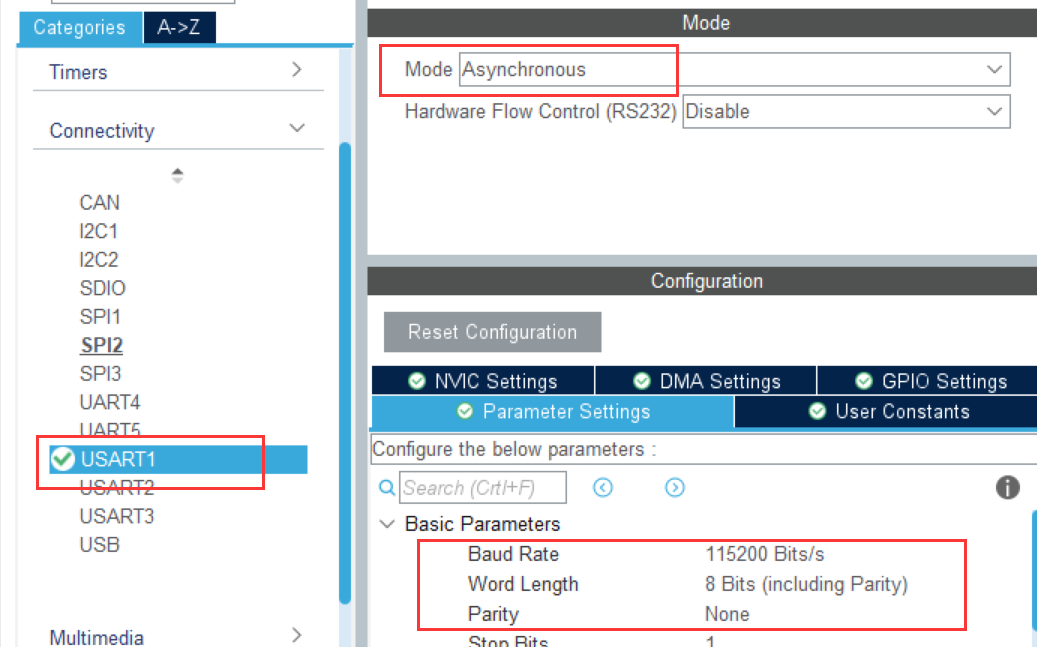 Categories
A->Z
Timers
Connectivity
CAN
I2C1
I2C2
SDIO
SPI1
SPI2
SPI3
UART4
UART5
USART1
USART2
USART3
USB
Multimedia
Mode
Mode Asynchronous
Hardware Flow Control (RS232) Disable
Configuration
Reset Configuration
NVIC Settings
DMA Settings
GPIO Settings
Parameter Settings
User Constants
Configure the below parameters :
Search (Crtl+F)
Basic Parameters
Baud Rate 115200 Bits/s
Word Length 8 Bits (including Parity)
Parity None
Stop Bits 1